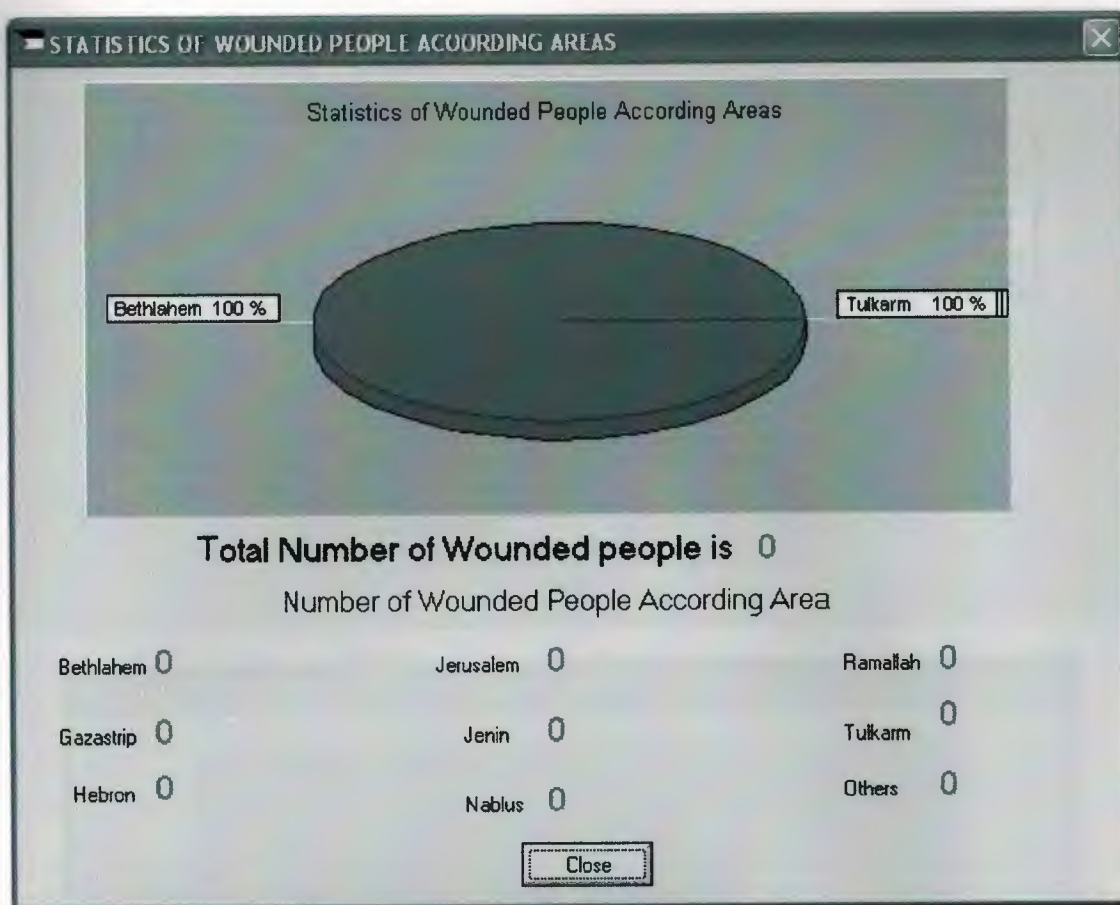 STATISTICS OF WOUNDED PEOPLE ACOORDING AREAS
Statistics of Wounded People According Areas
Bethlahem 100 %
Tulkarm 100 %
Total Number of Wounded people is 0
Number of Wounded People According Area
Bethlahem 0 Jerusalem 0 Ramallah 0
Gazastrip 0 Jenin 0 Tulkarm 0
Hebron 0 Nablus 0 Others 0
Close